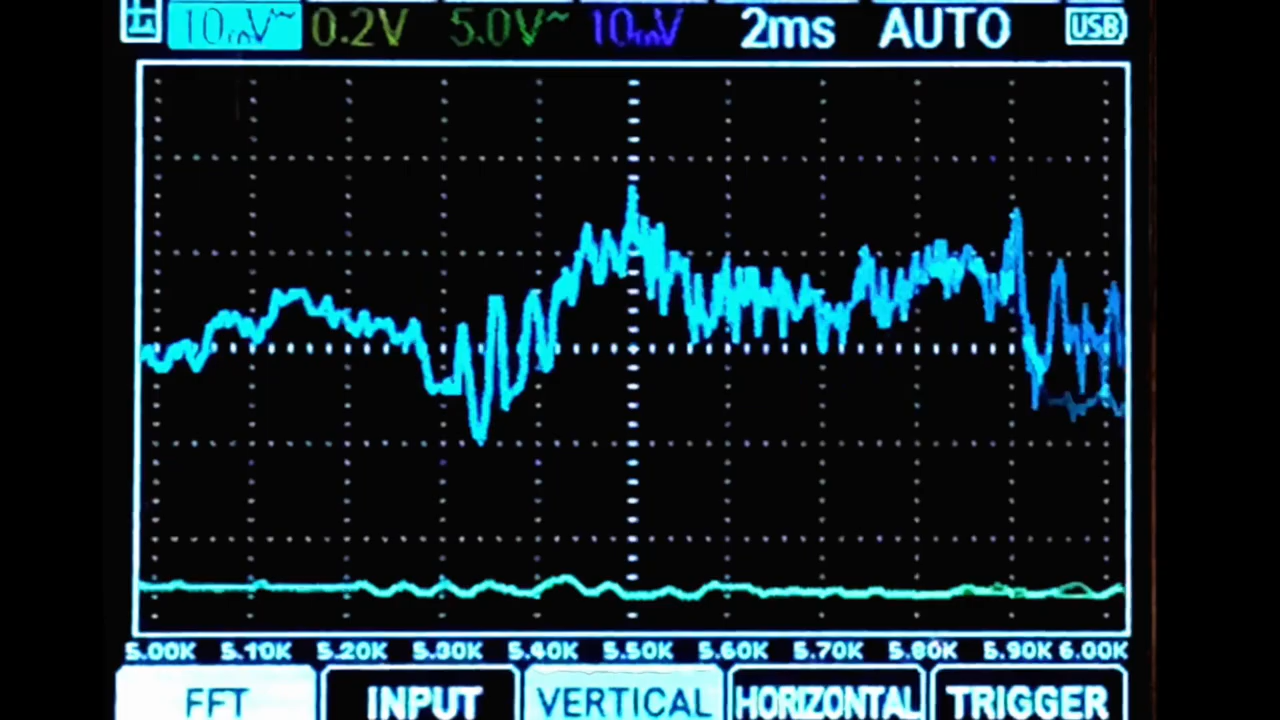 10mV~ 0.2V 5.0V~ 10mV 2ms AUTO USB
5.00K 5.10K 5.20K 5.30K 5.40K 5.50K 5.60K 5.70K 5.80K 5.90K 6.00K
FFT INPUT VERTICAL HORIZONTAL TRIGGER